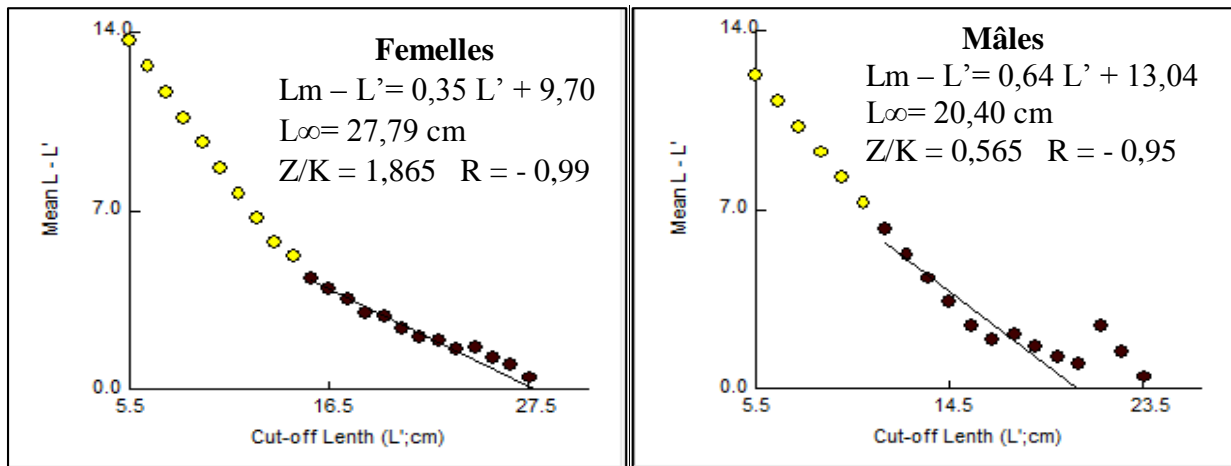 Femelles
Lm – L’= 0,35 L’ + 9,70
L∞= 27,79 cm
Z/K = 1,865 R = - 0,99
14.0
7.0
0.0
Mean L - L'
5.5 16.5 27.5
Cut-off Lenth (L';cm)
Mâles
Lm – L’= 0,64 L’ + 13,04
L∞= 20,40 cm
Z/K = 0,565 R = - 0,95
14.0
7.0
0.0
Mean L - L'
5.5 14.5 23.5
Cut-off Lenth (L';cm)